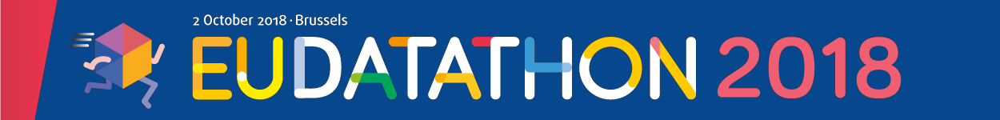 2 October 2018 · Brussels
EUDATATHON 2018